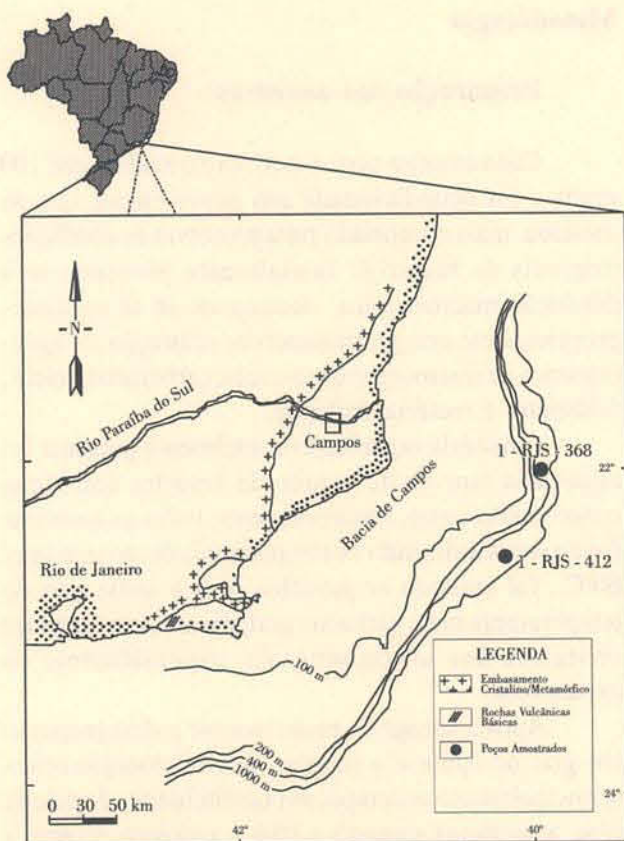 N
Rio Paraíba do Sul
Campos
1 - RJS - 368
22°
Bacia de Campos
Rio de Janeiro
1 - RJS - 412
100 m
LEGENDA
Embasamento
Cristalino/Metamórfico
Rochas Vulcânicas
Básicas
Poços Amostrados
200 m
400 m
1000 m
0 30 50 km
42°
40°
24°